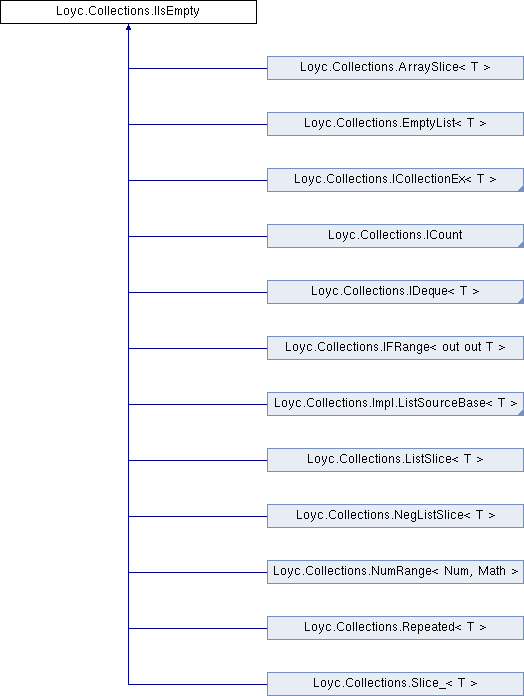 Loyc.Collections.IIsEmpty
Loyc.Collections.ArraySlice< T >
Loyc.Collections.EmptyList< T >
Loyc.Collections.ICollectionEx< T >
Loyc.Collections.ICount
Loyc.Collections.IDeque< T >
Loyc.Collections.IFRange< out out T >
Loyc.Collections.Impl.ListSourceBase< T >
Loyc.Collections.ListSlice< T >
Loyc.Collections.NegListSlice< T >
Loyc.Collections.NumRange< Num, Math >
Loyc.Collections.Repeated< T >
Loyc.Collections.Slice_< T >